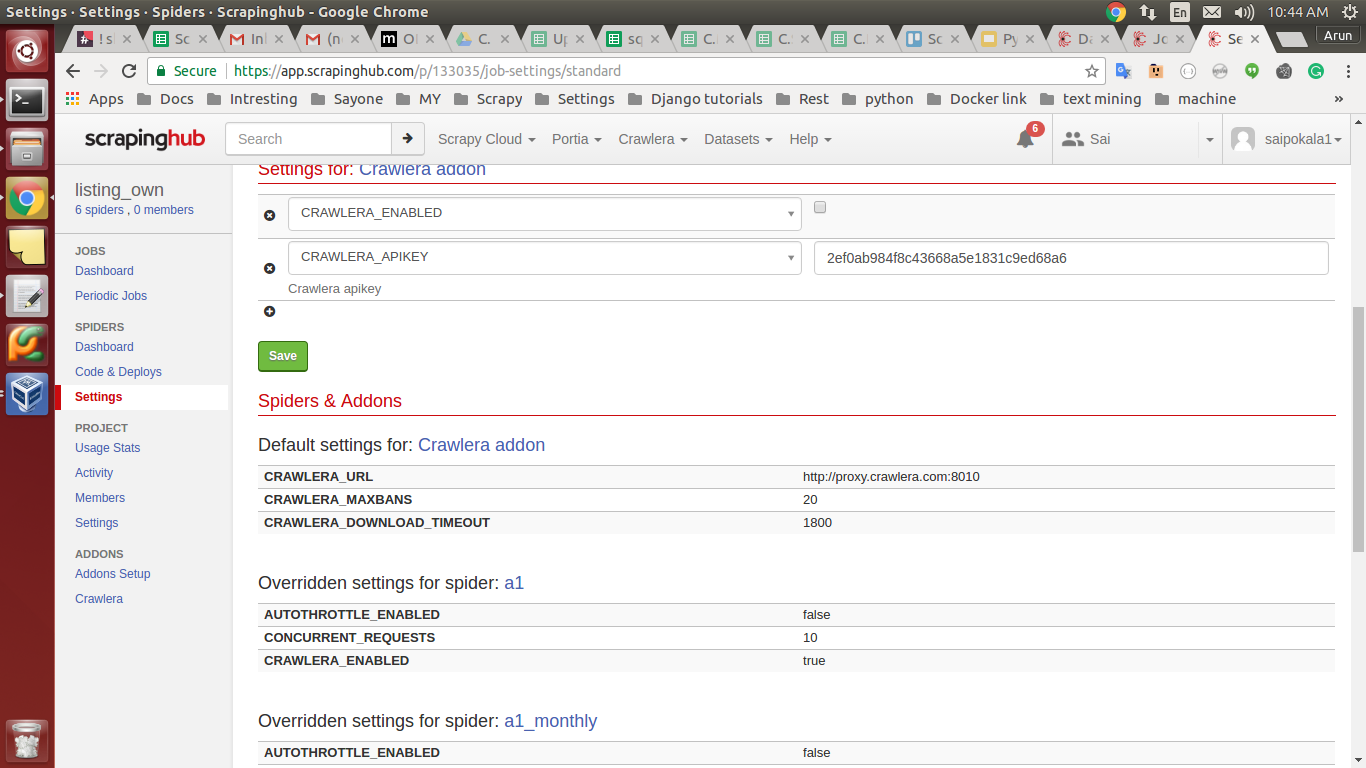 Settings · Settings · Spiders · Scrapinghub - Google Chrome
En
10:44 AM
! sl
Sc
Inl
(no
Ol
C.
Up
sq
C.
C.
C.
Sc
Py
Da
Jo
Se
Arun
Secure
https://app.scrapinghub.com/p/133035/job-settings/standard
Apps
Docs
Intresting
Sayone
MY
Scrapy
Settings
Django tutorials
Rest
python
Docker link
text mining
machine
»
scrapinghub
Search
Scrapy Cloud
Portia
Crawlera
Datasets
Help
6
Sai
saipokala1
listing_own
6 spiders , 0 members
JOBS
Dashboard
Periodic Jobs
SPIDERS
Dashboard
Code & Deploys
Settings
PROJECT
Usage Stats
Activity
Members
Settings
ADDONS
Addons Setup
Crawlera
Settings for: Crawlera addon
CRAWLERA_ENABLED
CRAWLERA_APIKEY
2ef0ab984f8c43668a5e1831c9ed68a6
Crawlera apikey
Save
Spiders & Addons
Default settings for: Crawlera addon
CRAWLERA_URL http://proxy.crawlera.com:8010
CRAWLERA_MAXBANS 20
CRAWLERA_DOWNLOAD_TIMEOUT 1800
Overridden settings for spider: a1
AUTOTHROTTLE_ENABLED false
CONCURRENT_REQUESTS 10
CRAWLERA_ENABLED true
Overridden settings for spider: a1_monthly
AUTOTHROTTLE_ENABLED false